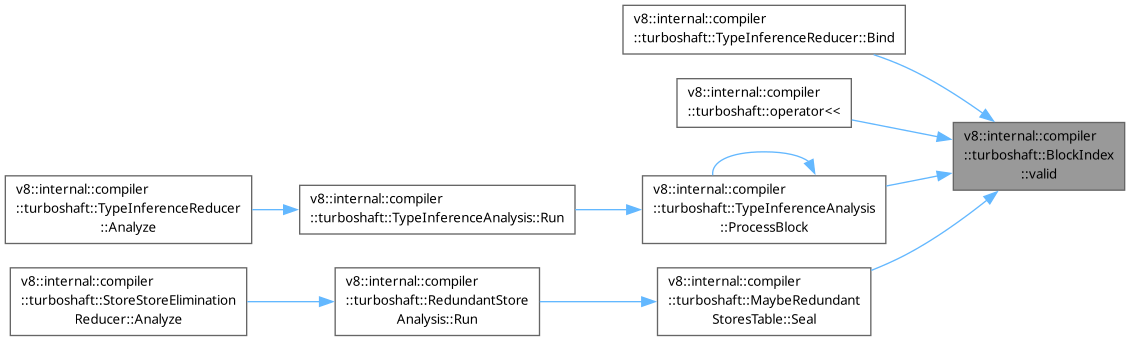 v8::internal::compiler
::turboshaft::TypeInferenceReducer::Bind
v8::internal::compiler
::turboshaft::operator<<
v8::internal::compiler
::turboshaft::BlockIndex
::valid
v8::internal::compiler
::turboshaft::TypeInferenceReducer
::Analyze
v8::internal::compiler
::turboshaft::TypeInferenceAnalysis::Run
v8::internal::compiler
::turboshaft::TypeInferenceAnalysis
::ProcessBlock
v8::internal::compiler
::turboshaft::StoreStoreElimination
Reducer::Analyze
v8::internal::compiler
::turboshaft::RedundantStore
Analysis::Run
v8::internal::compiler
::turboshaft::MaybeRedundant
StoresTable::Seal